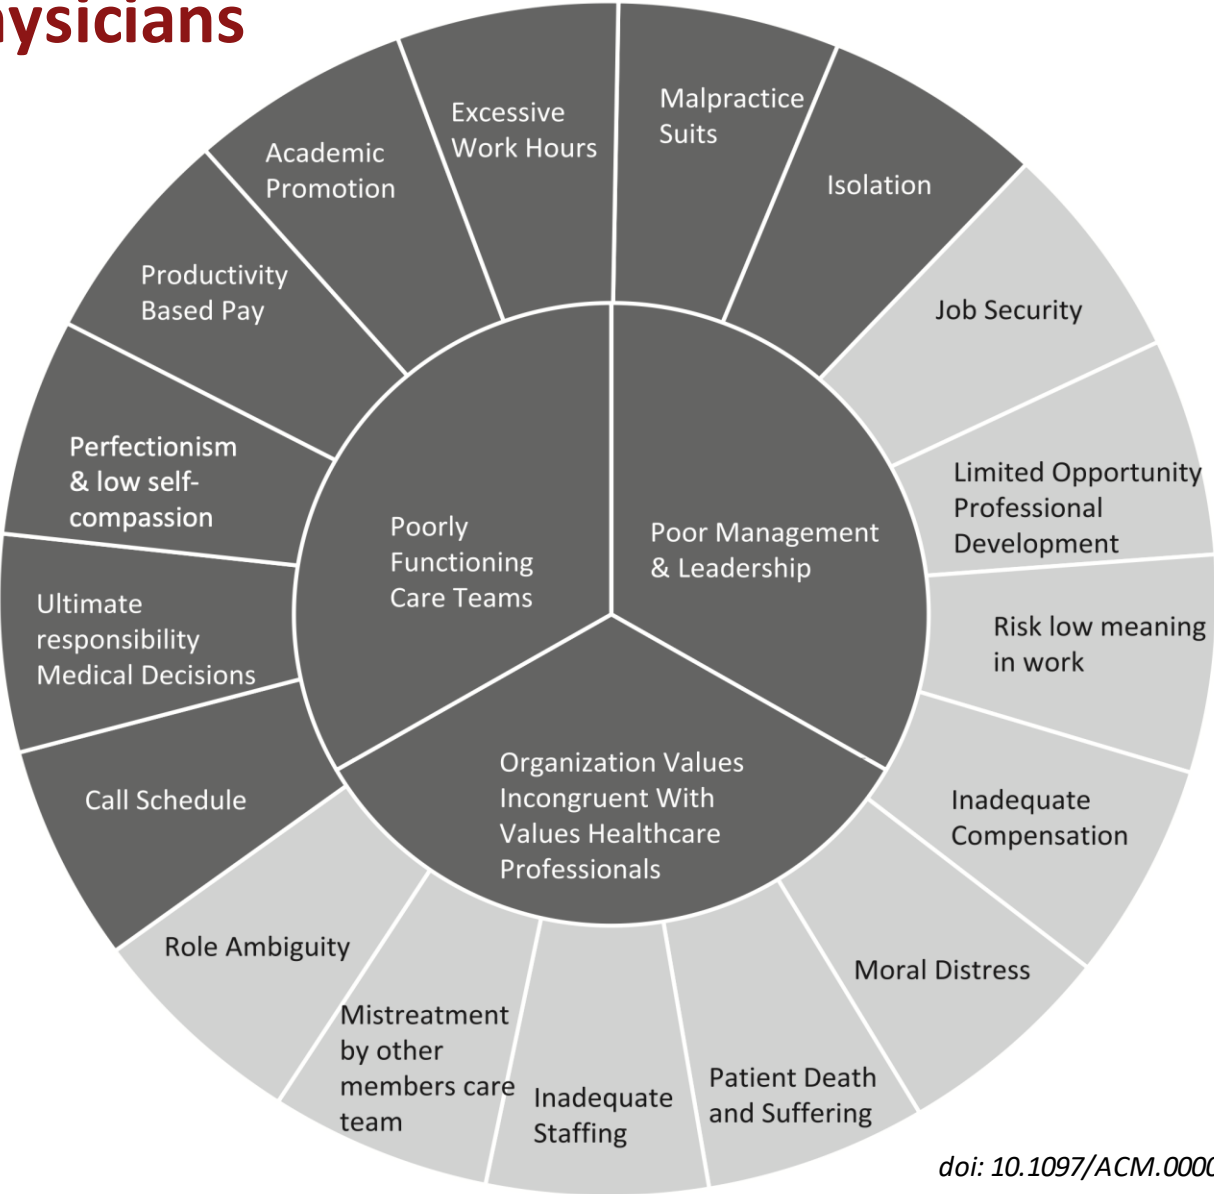 hysicians
Excessive
Work Hours
Malpractice
Suits
Isolation
Job Security
Limited Opportunity
Professional
Development
Risk low meaning
in work
Inadequate
Compensation
Moral Distress
Patient Death
and Suffering
Inadequate
Staffing
Mistreatment
by other
members care
team
Role Ambiguity
Call Schedule
Ultimate
responsibility
Medical Decisions
Perfectionism
& low self-
compassion
Productivity
Based Pay
Academic
Promotion
Poorly
Functioning
Care Teams
Poor Management
& Leadership
Organization Values
Incongruent With
Values Healthcare
Professionals
doi: 10.1097/ACM.0000